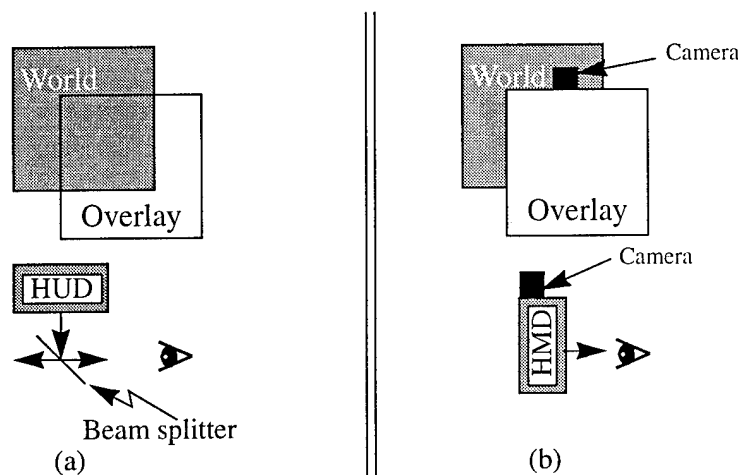 World
Overlay
HUD
Beam splitter
(a)
Camera
World
Overlay
Camera
HMD
(b)